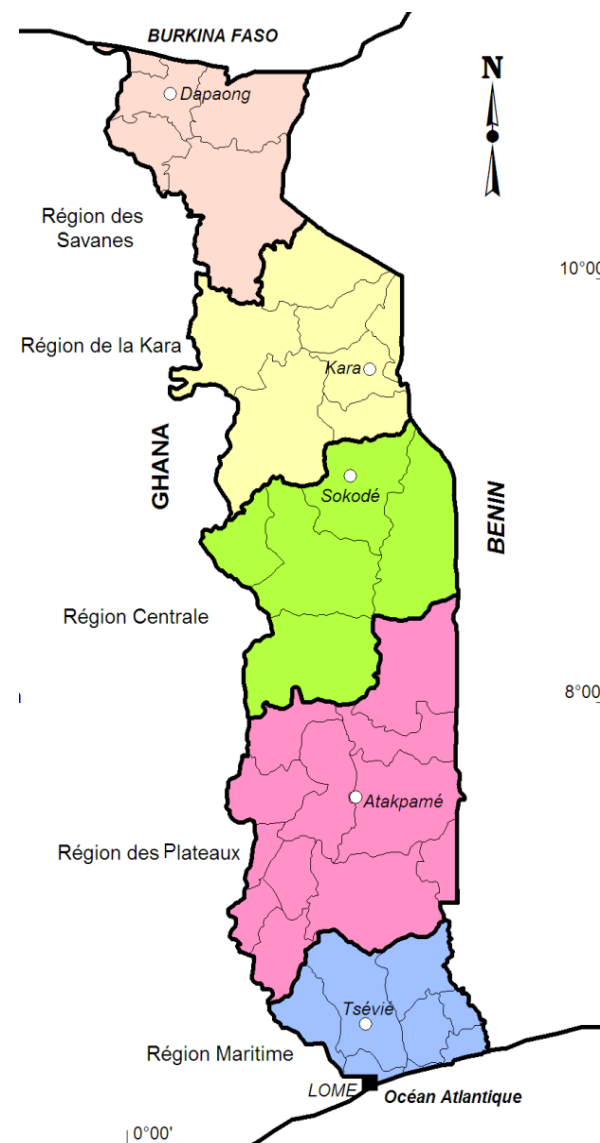 BURKINA FASO
N
Dapaong
Région des
Savanes
10°00
Région de la Kara
Kara
GHANA
Sokodé
BENIN
Région Centrale
8°00
Atakpamé
Région des Plateaux
Tsévié
Région Maritime
LOME
Océan Atlantique
0°00'